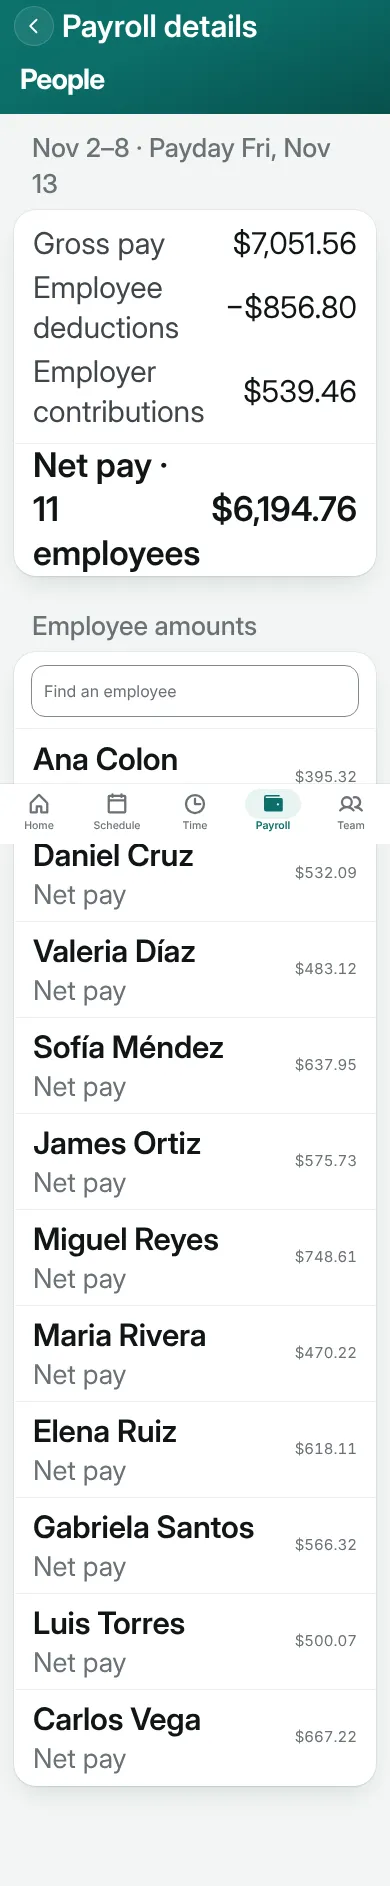 Payroll details
People
Nov 2–8 · Payday Fri, Nov
13
Gross pay $7,051.56
Employee
deductions −$856.80
Employer
contributions $539.46
Net pay ·
11
employees $6,194.76
Employee amounts
Find an employee
Ana Colon
$395.32
Home Schedule Time Payroll Team
Daniel Cruz
Net pay $532.09
Valeria Díaz
Net pay $483.12
Sofía Méndez
Net pay $637.95
James Ortiz
Net pay $575.73
Miguel Reyes
Net pay $748.61
Maria Rivera
Net pay $470.22
Elena Ruiz
Net pay $618.11
Gabriela Santos
Net pay $566.32
Luis Torres
Net pay $500.07
Carlos Vega
Net pay $667.22